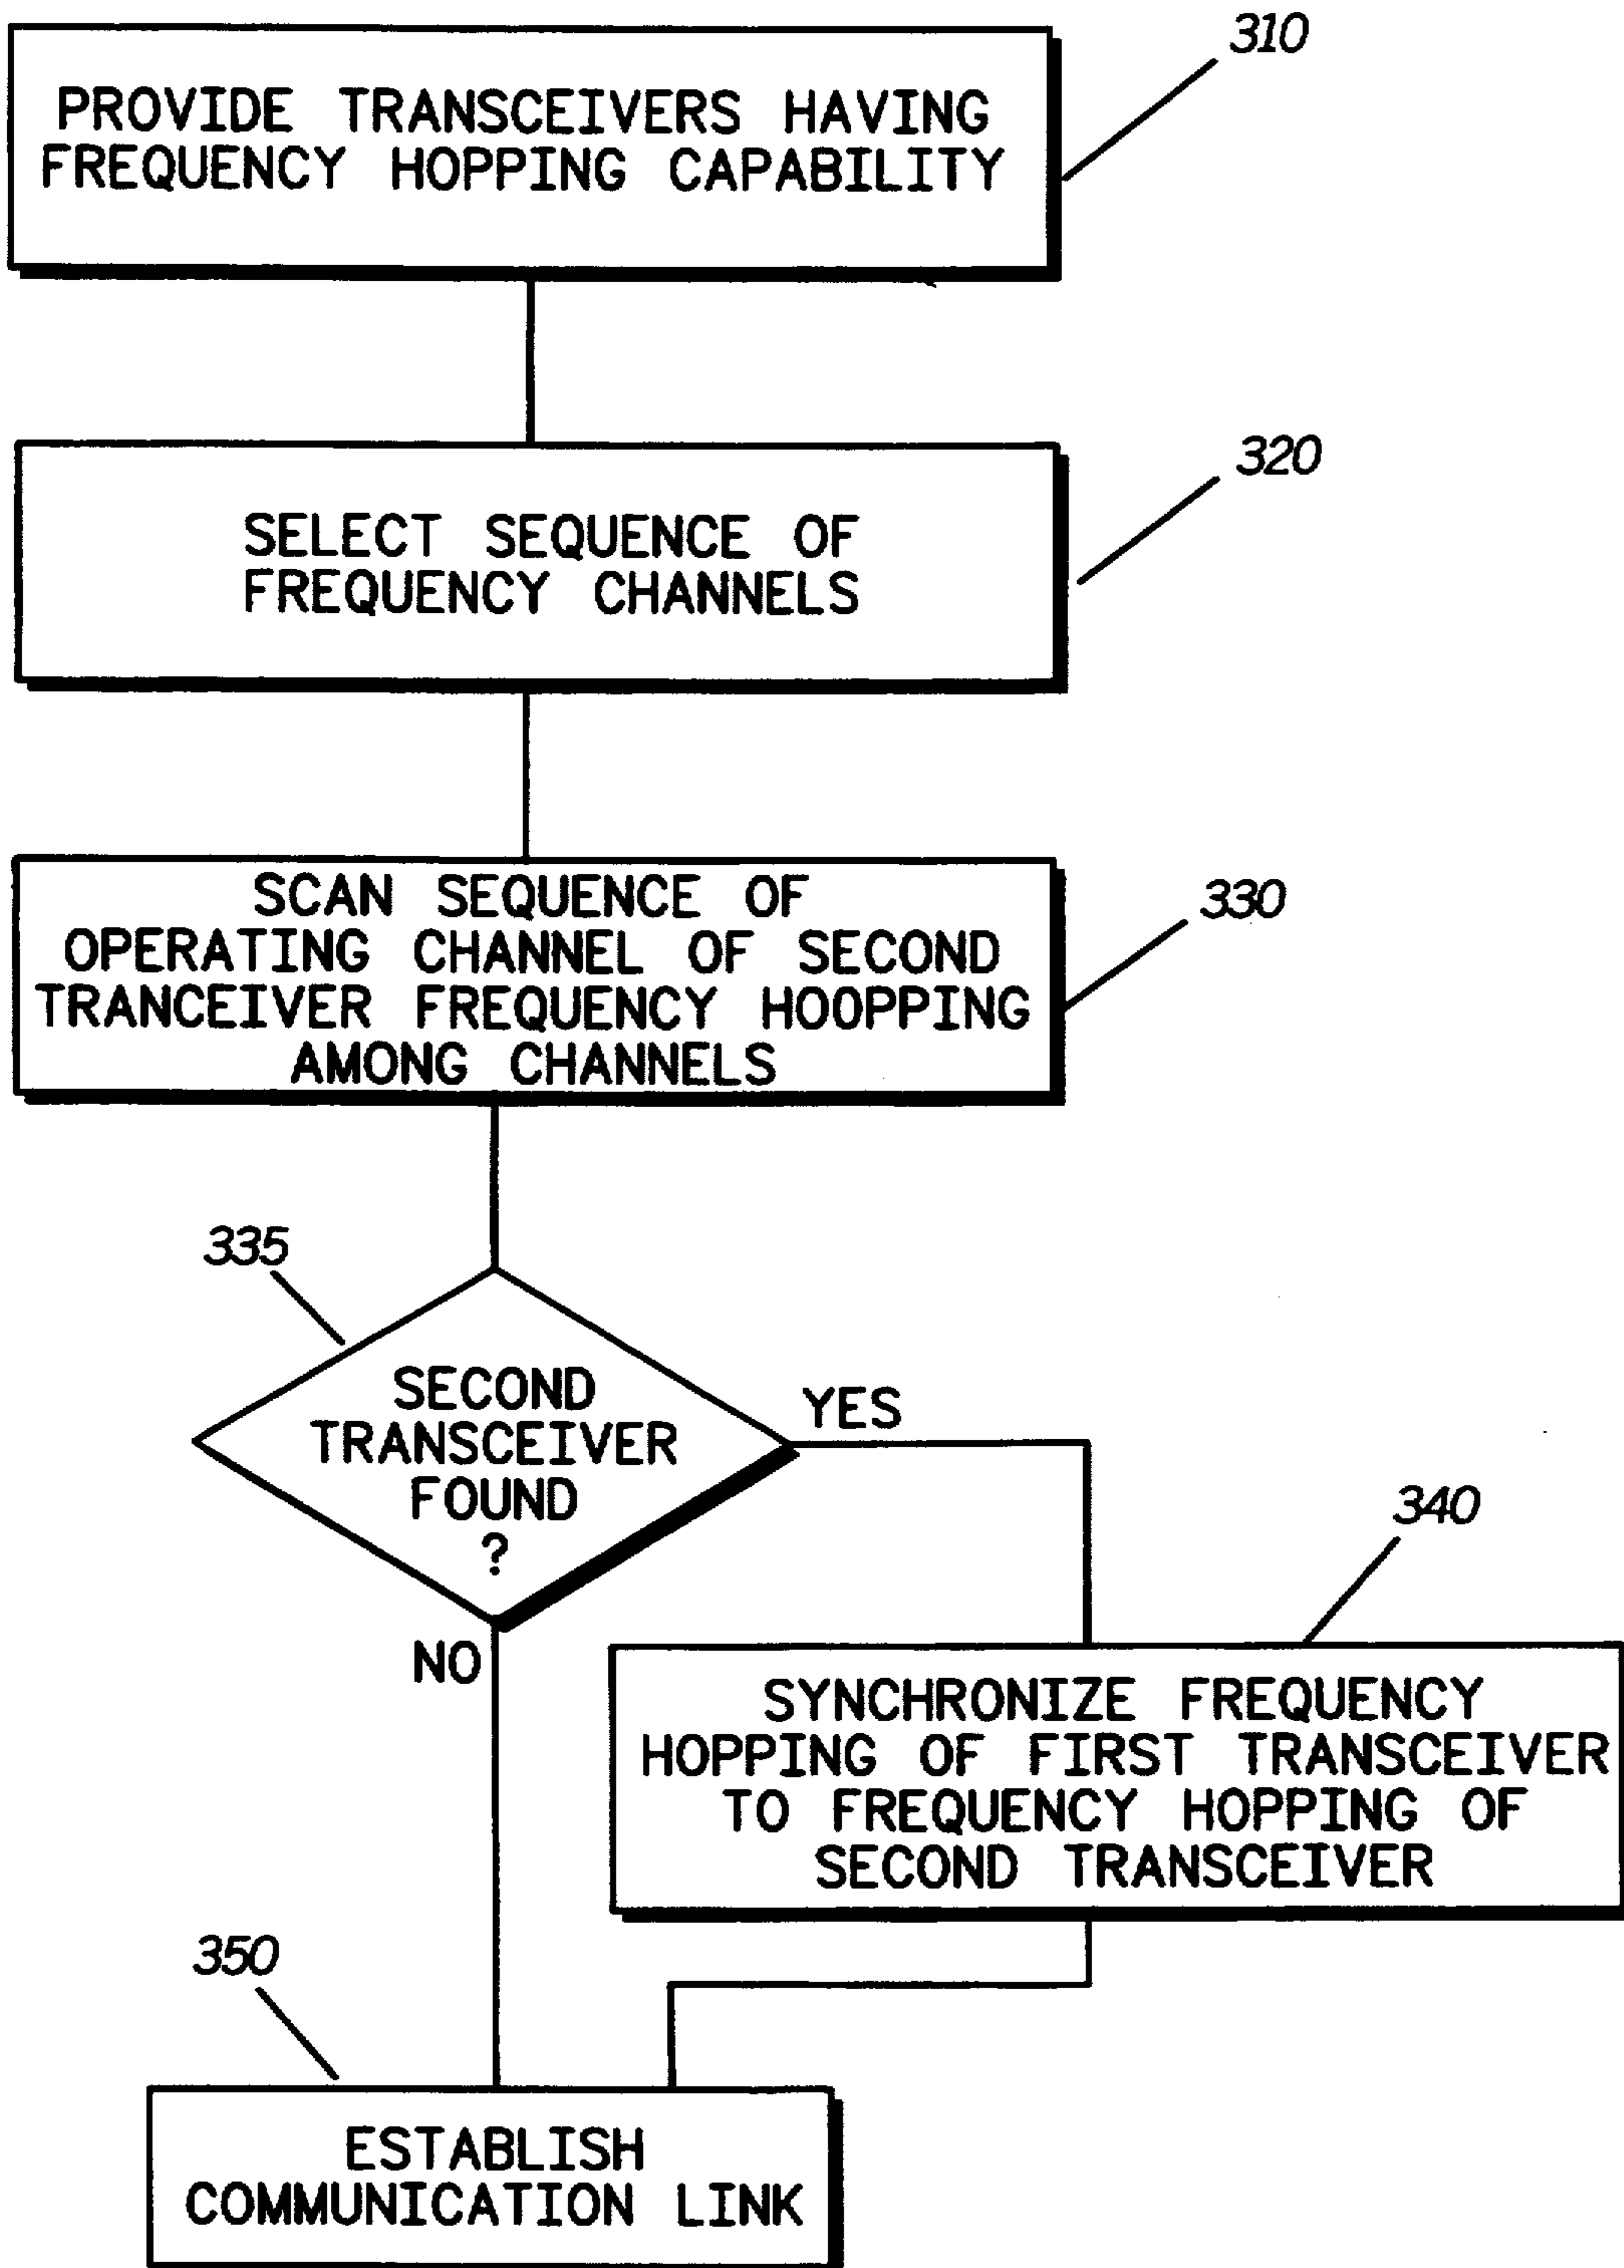 310
PROVIDE TRANSCEIVERS HAVING
FREQUENCY HOPPING CAPABILITY
320
SELECT SEQUENCE OF
FREQUENCY CHANNELS
330
SCAN SEQUENCE OF
OPERATING CHANNEL OF SECOND
TRANCEIVER FREQUENCY HOOPPING
AMONG CHANNELS
335
SECOND
TRANSCEIVER
FOUND
?
YES
NO
340
SYNCHRONIZE FREQUENCY
HOPPING OF FIRST TRANSCEIVER
TO FREQUENCY HOPPING OF
SECOND TRANSCEIVER
350
ESTABLISH
COMMUNICATION LINK